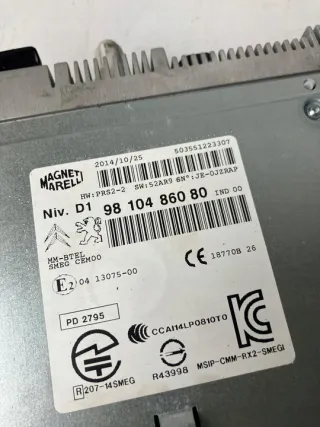 MAGNETI
MARELLI
2014/10/25 503551223307
HW:PRS2-2 SW:52AR9 6N°:JE-OJZRAP
Niv. D1 98 104 860 80 IND 00
MM-BTEL
SMEG CEM00
E2 04 13075-00
CE 18770B 26
PD 2795
CCAH14LP0810T0
R 207-14SMEG
R43998
MSIP-CMM-RX2-SMEGI